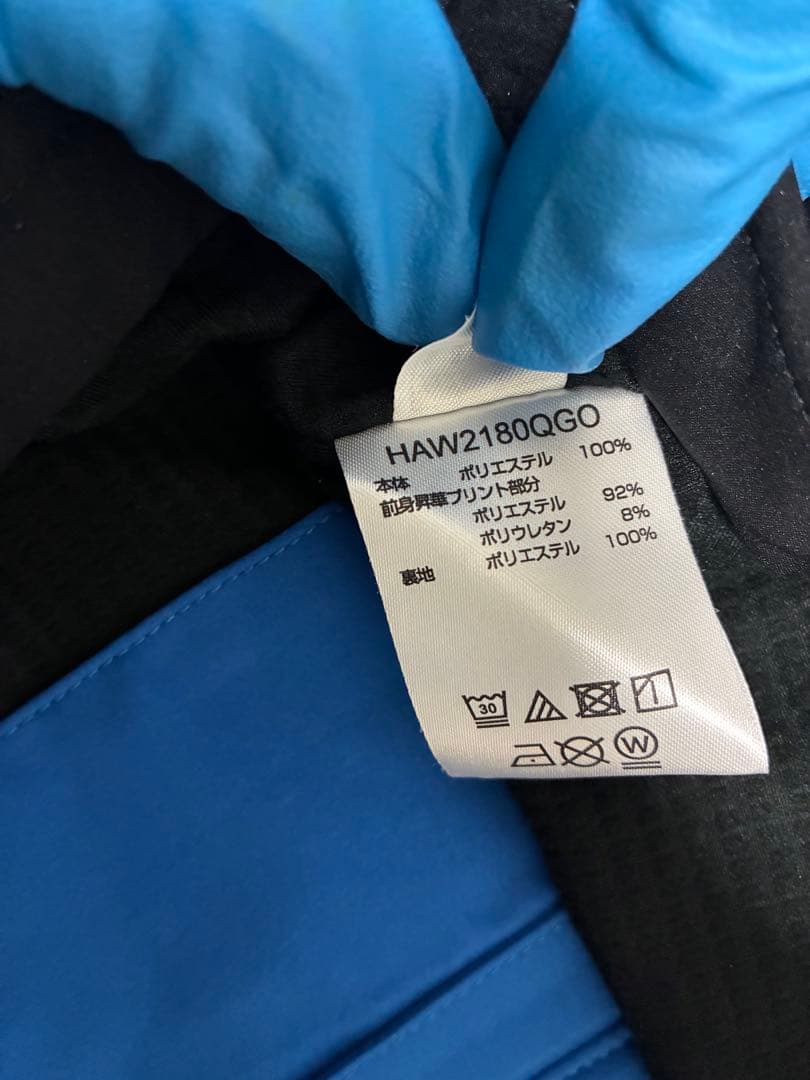 HAW2180QGO
本体 ポリエステル 100%
前身昇華プリント部分
ポリエステル 92%
ポリウレタン 8%
裏地 ポリエステル 100%
30
W